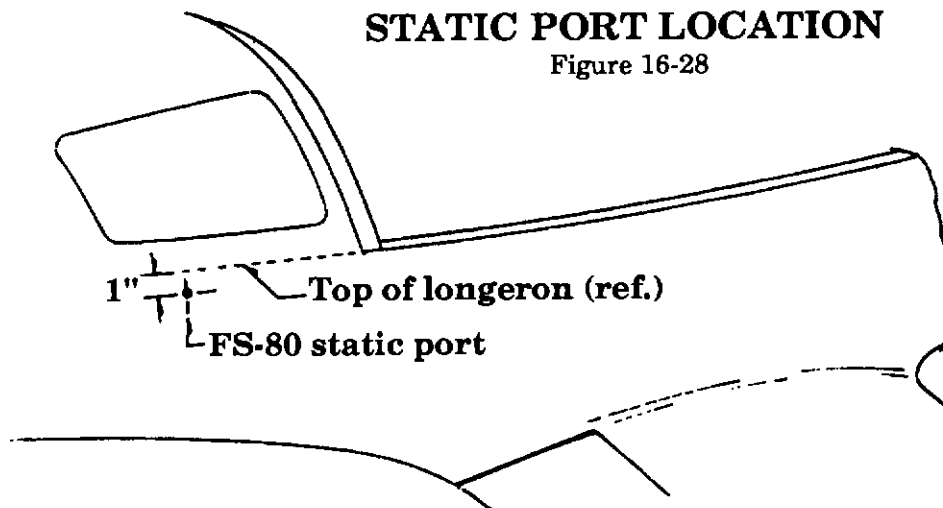 STATIC PORT LOCATION
Figure 16-28
1"
Top of longeron (ref.)
FS-80 static port